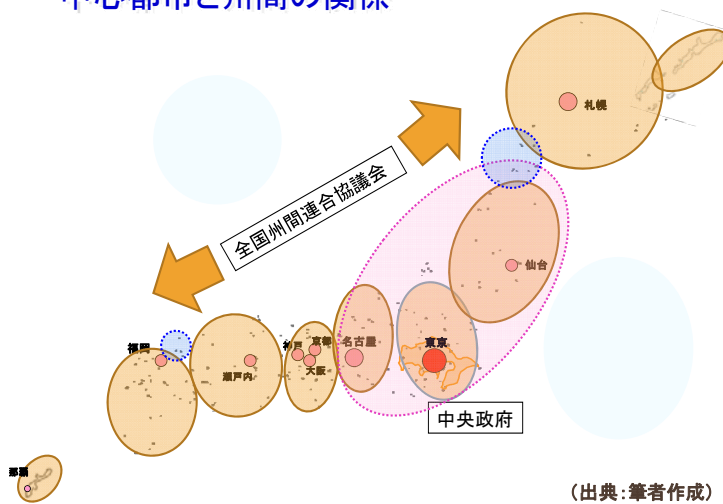 中心都市と州間の関係
札幌
全国州間連合協議会
仙台
福岡
神戸
京都
名古屋
東京
大阪
瀬戸内
中央政府
那覇
(出典:筆者作成)